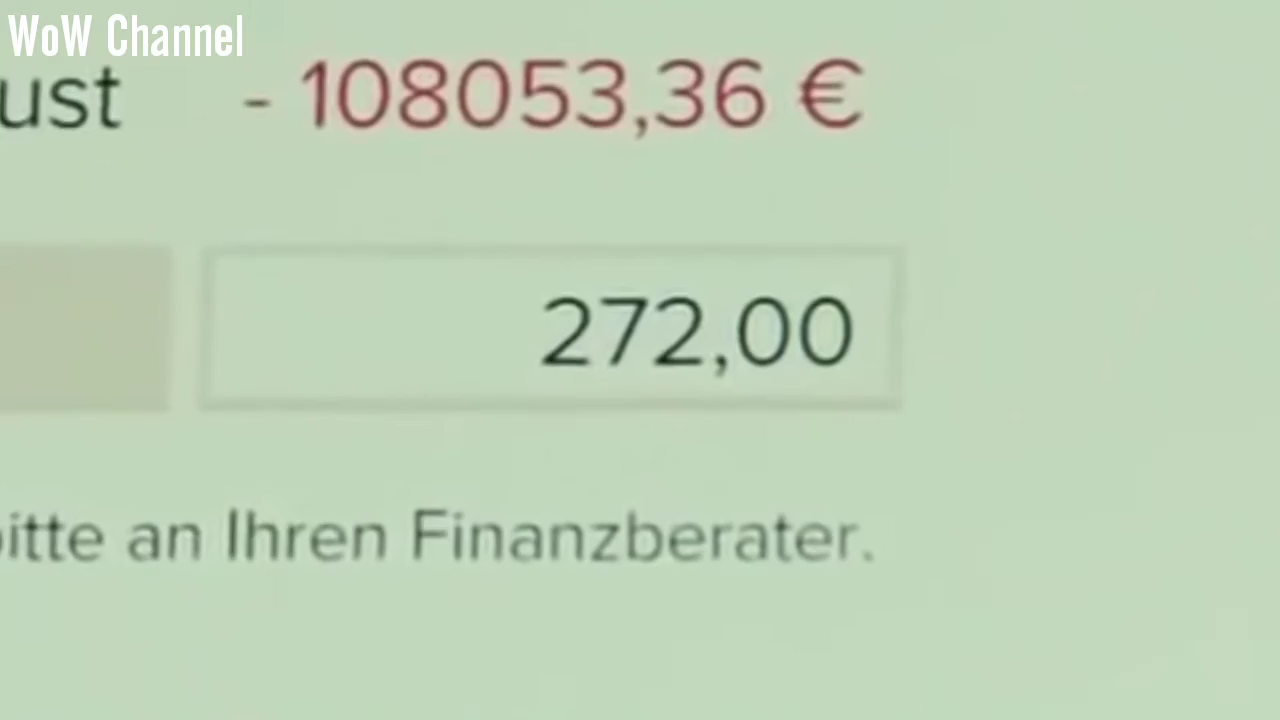 WoW Channel
ust - 108053,36 €
272,00
itte an Ihren Finanzberater.